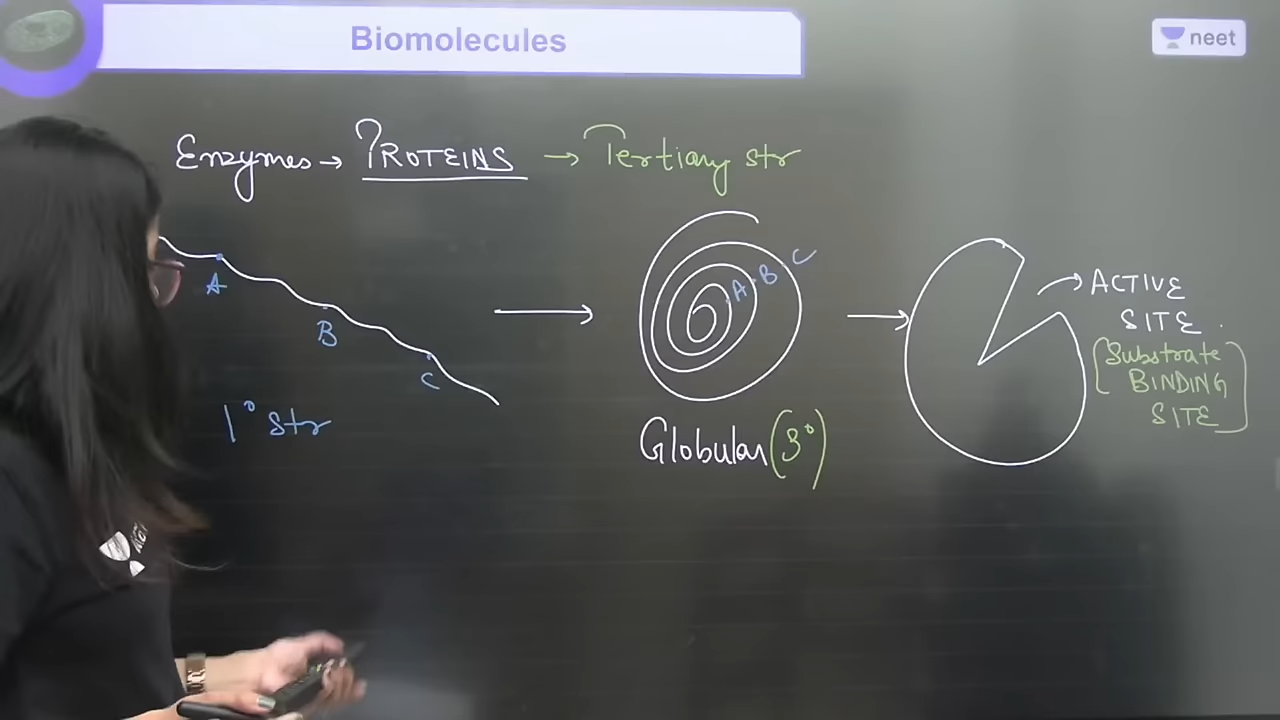 Biomolecules
neet
Enzymes → PROTEINS → Tertiary str
A
B
C
1° Str
A B C
Globular (3°)
→ ACTIVE
SITE.
(Substrate
BINDING
SITE)